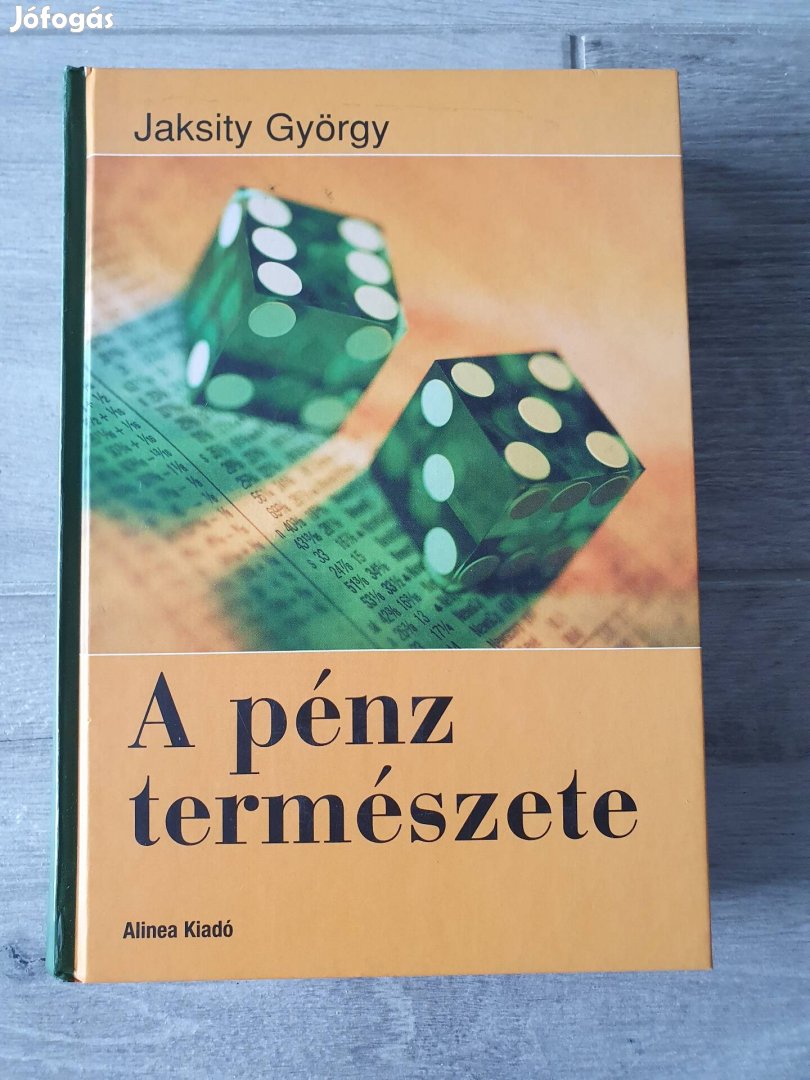 Jófogás
Jaksity György
A pénz
természete
Alinea Kiadó